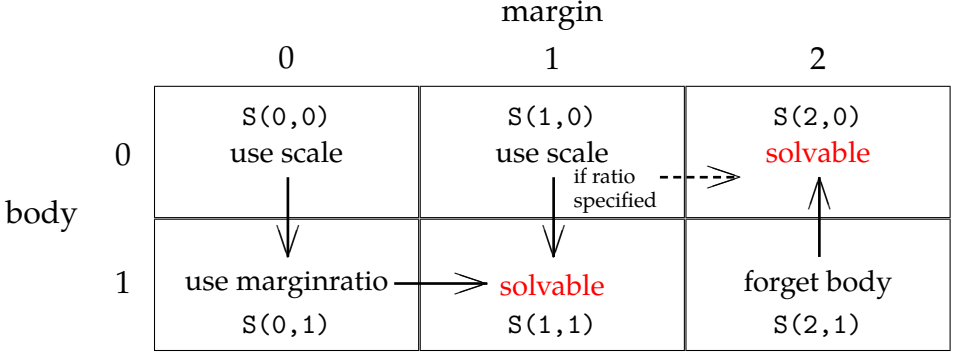 margin
0 1 2
S(0,0) S(1,0) S(2,0)
0 use scale use scale solvable
if ratio
specified
body
1 use marginratio solvable forget body
S(0,1) S(1,1) S(2,1)